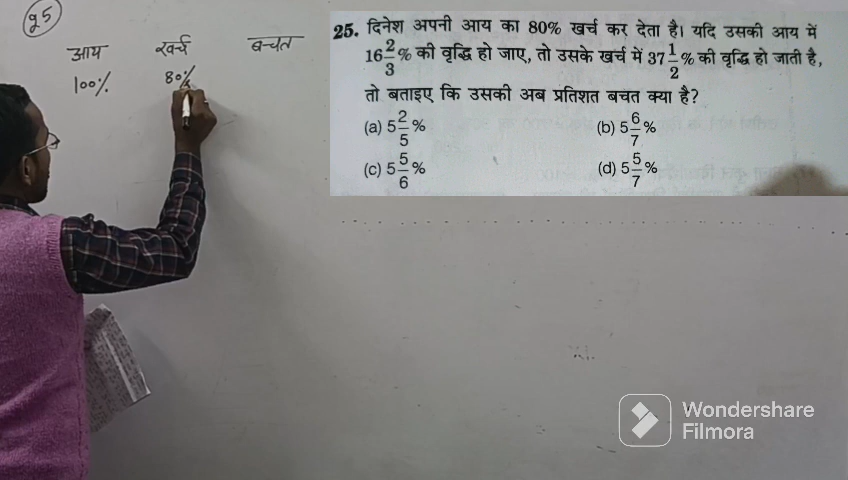 95
आय खर्च बचत
100% 80%
25. दिनेश अपनी आय का 80% खर्च कर देता है। यदि उसकी आय में
16 2/3 % की वृद्धि हो जाए, तो उसके खर्च में 37 1/2 % की वृद्धि हो जाती है,
तो बताइए कि उसकी अब प्रतिशत बचत क्या है?
(a) 5 2/5 % (b) 5 6/7 %
(c) 5 5/6 % (d) 5 5/7 %
Wondershare
Filmora